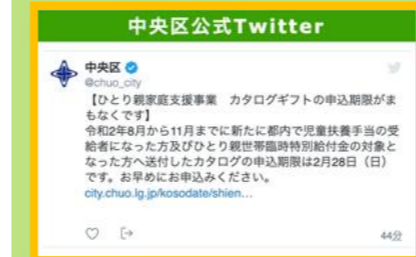 中央区公式Twitter
中央区
@chuo_city
【ひとり親家庭支援事業　カタログギフトの申込期限がま
もなくです】
令和2年8月から11月までに新たに都内で児童扶養手当の受
給者になった方及びひとり親世帯臨時特別給付金の対象と
なった方へ送付したカタログの申込期限は2月28日（日）
です。お早めにお申込みください。
city.chuo.lg.jp/kosodate/shien…
44分